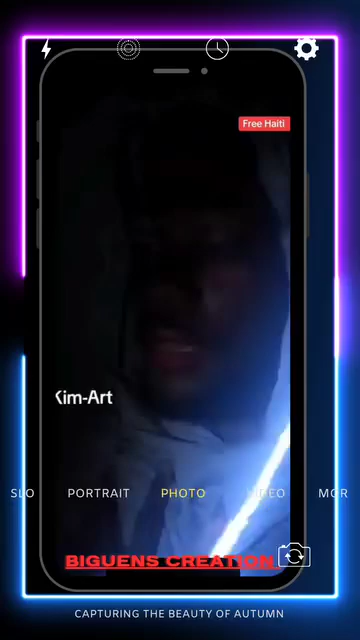 Free Haiti
Kim-Art
SLO PORTRAIT PHOTO VIDEO MOR
BIGUENS CREATION
CAPTURING THE BEAUTY OF AUTUMN